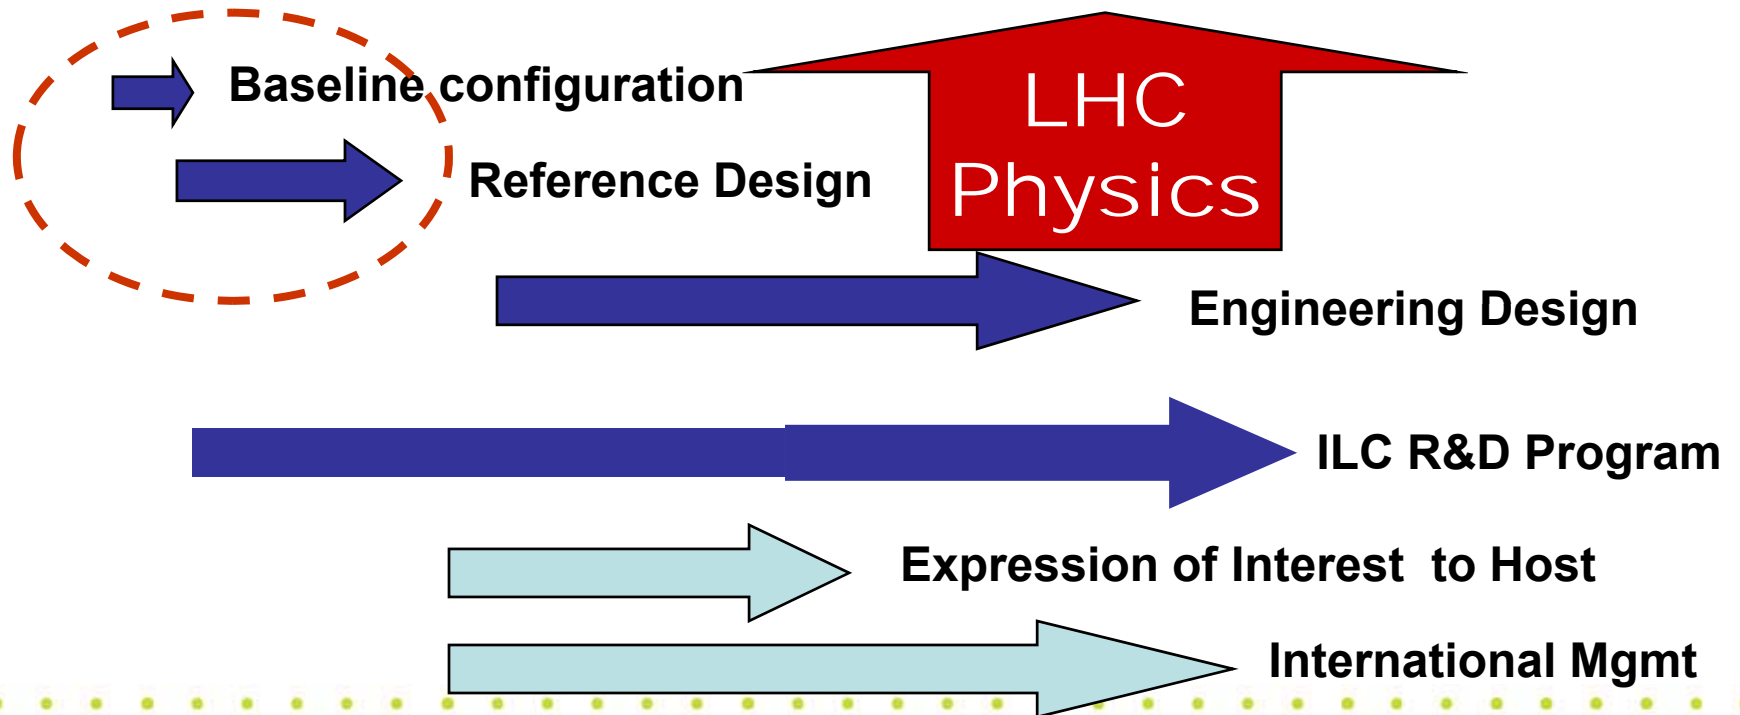 Baseline configuration
LHC
Physics
Reference Design
Engineering Design
ILC R&D Program
Expression of Interest  to Host
International Mgmt